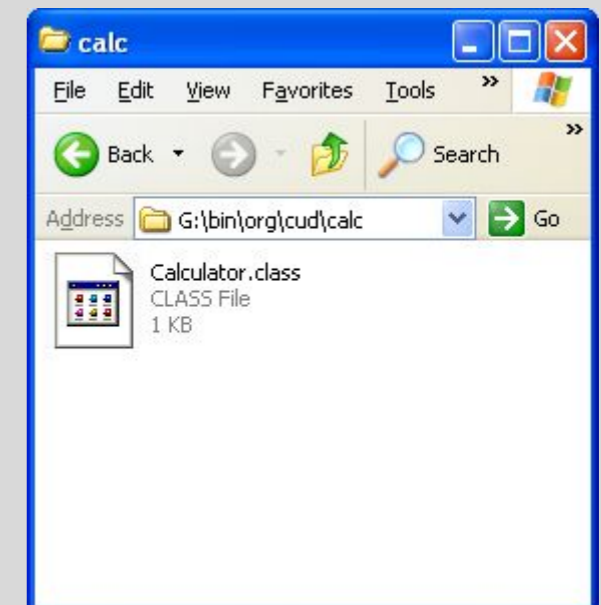 calc
File Edit View Favorites Tools »
Back Search »
Address G:\bin\org\cud\calc Go
Calculator.class
CLASS File
1 KB